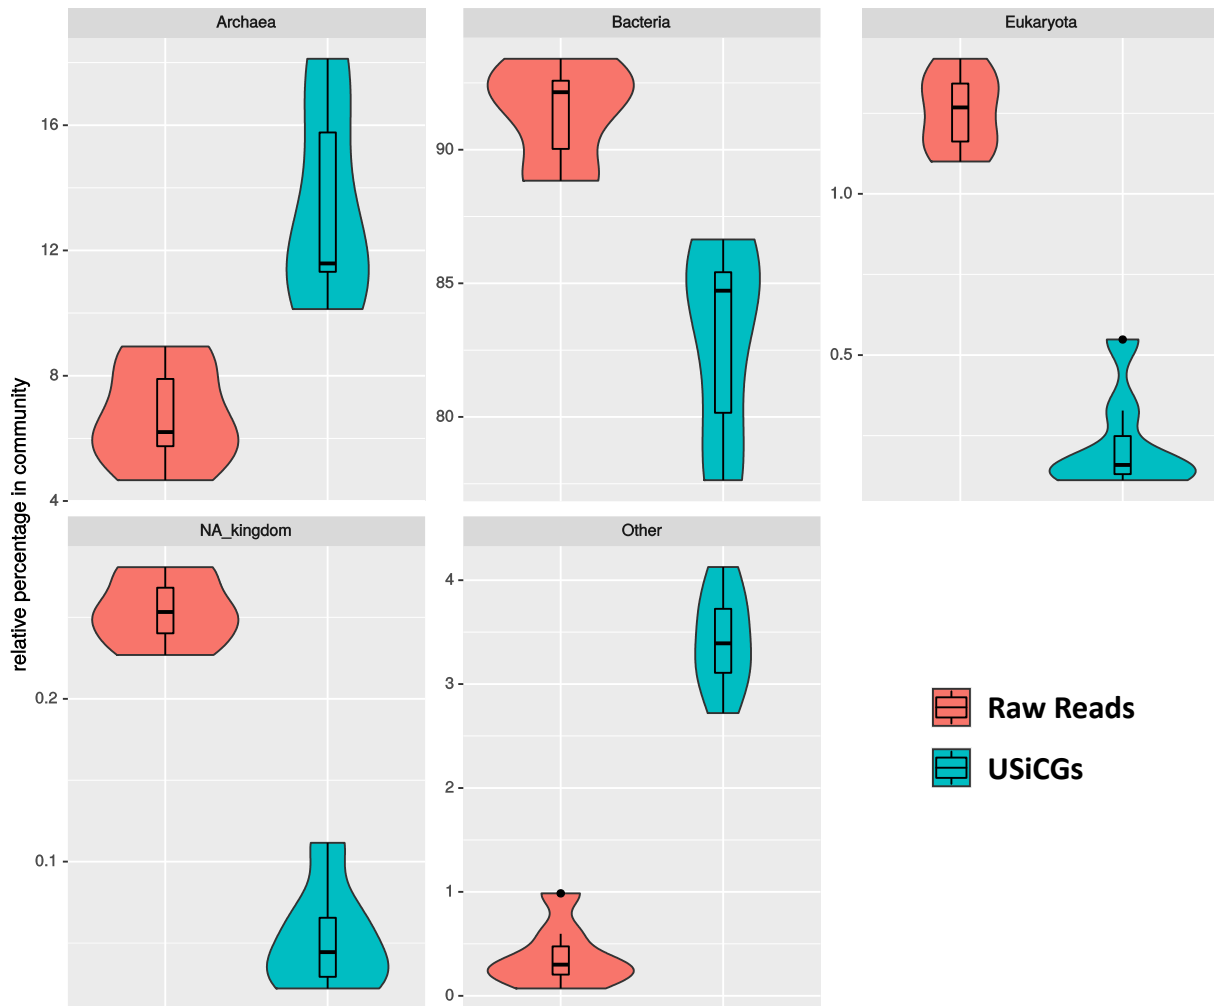 Archaea
Bacteria
Eukaryota
16
12
8
4
90
85
80
1.0
0.5
relative percentage in community
NA_kingdom
Other
0.2
0.1
4
3
2
1
0
Raw Reads
USiCGs